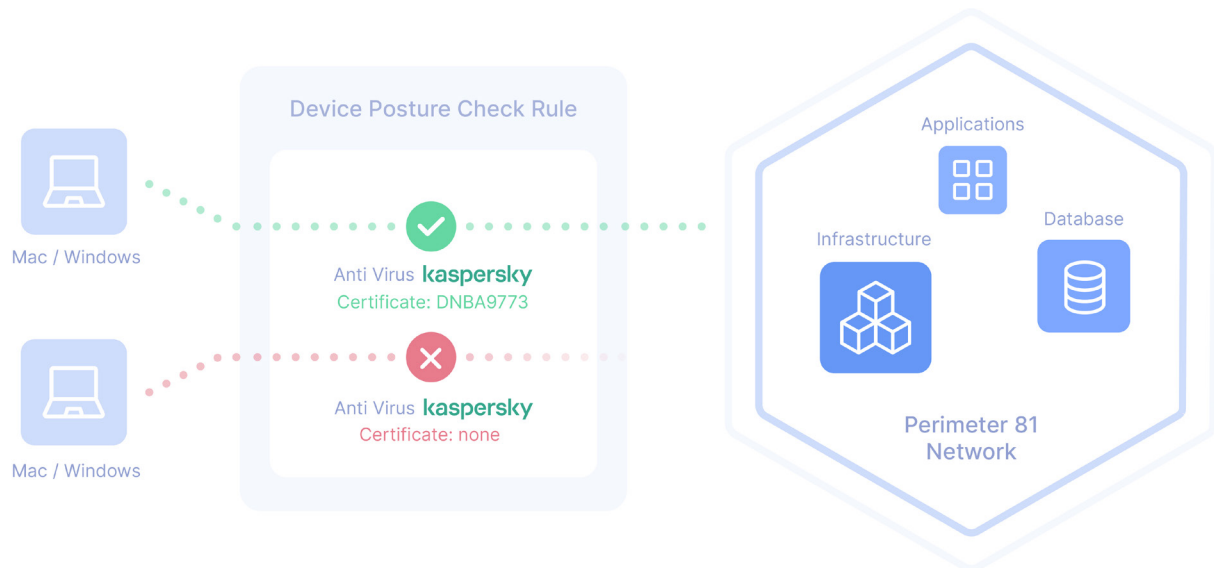 Device Posture Check Rule
Mac / Windows
Anti Virus kaspersky
Certificate: DNBA9773
Mac / Windows
Anti Virus kaspersky
Certificate: none
Applications
Database
Infrastructure
Perimeter 81
Network